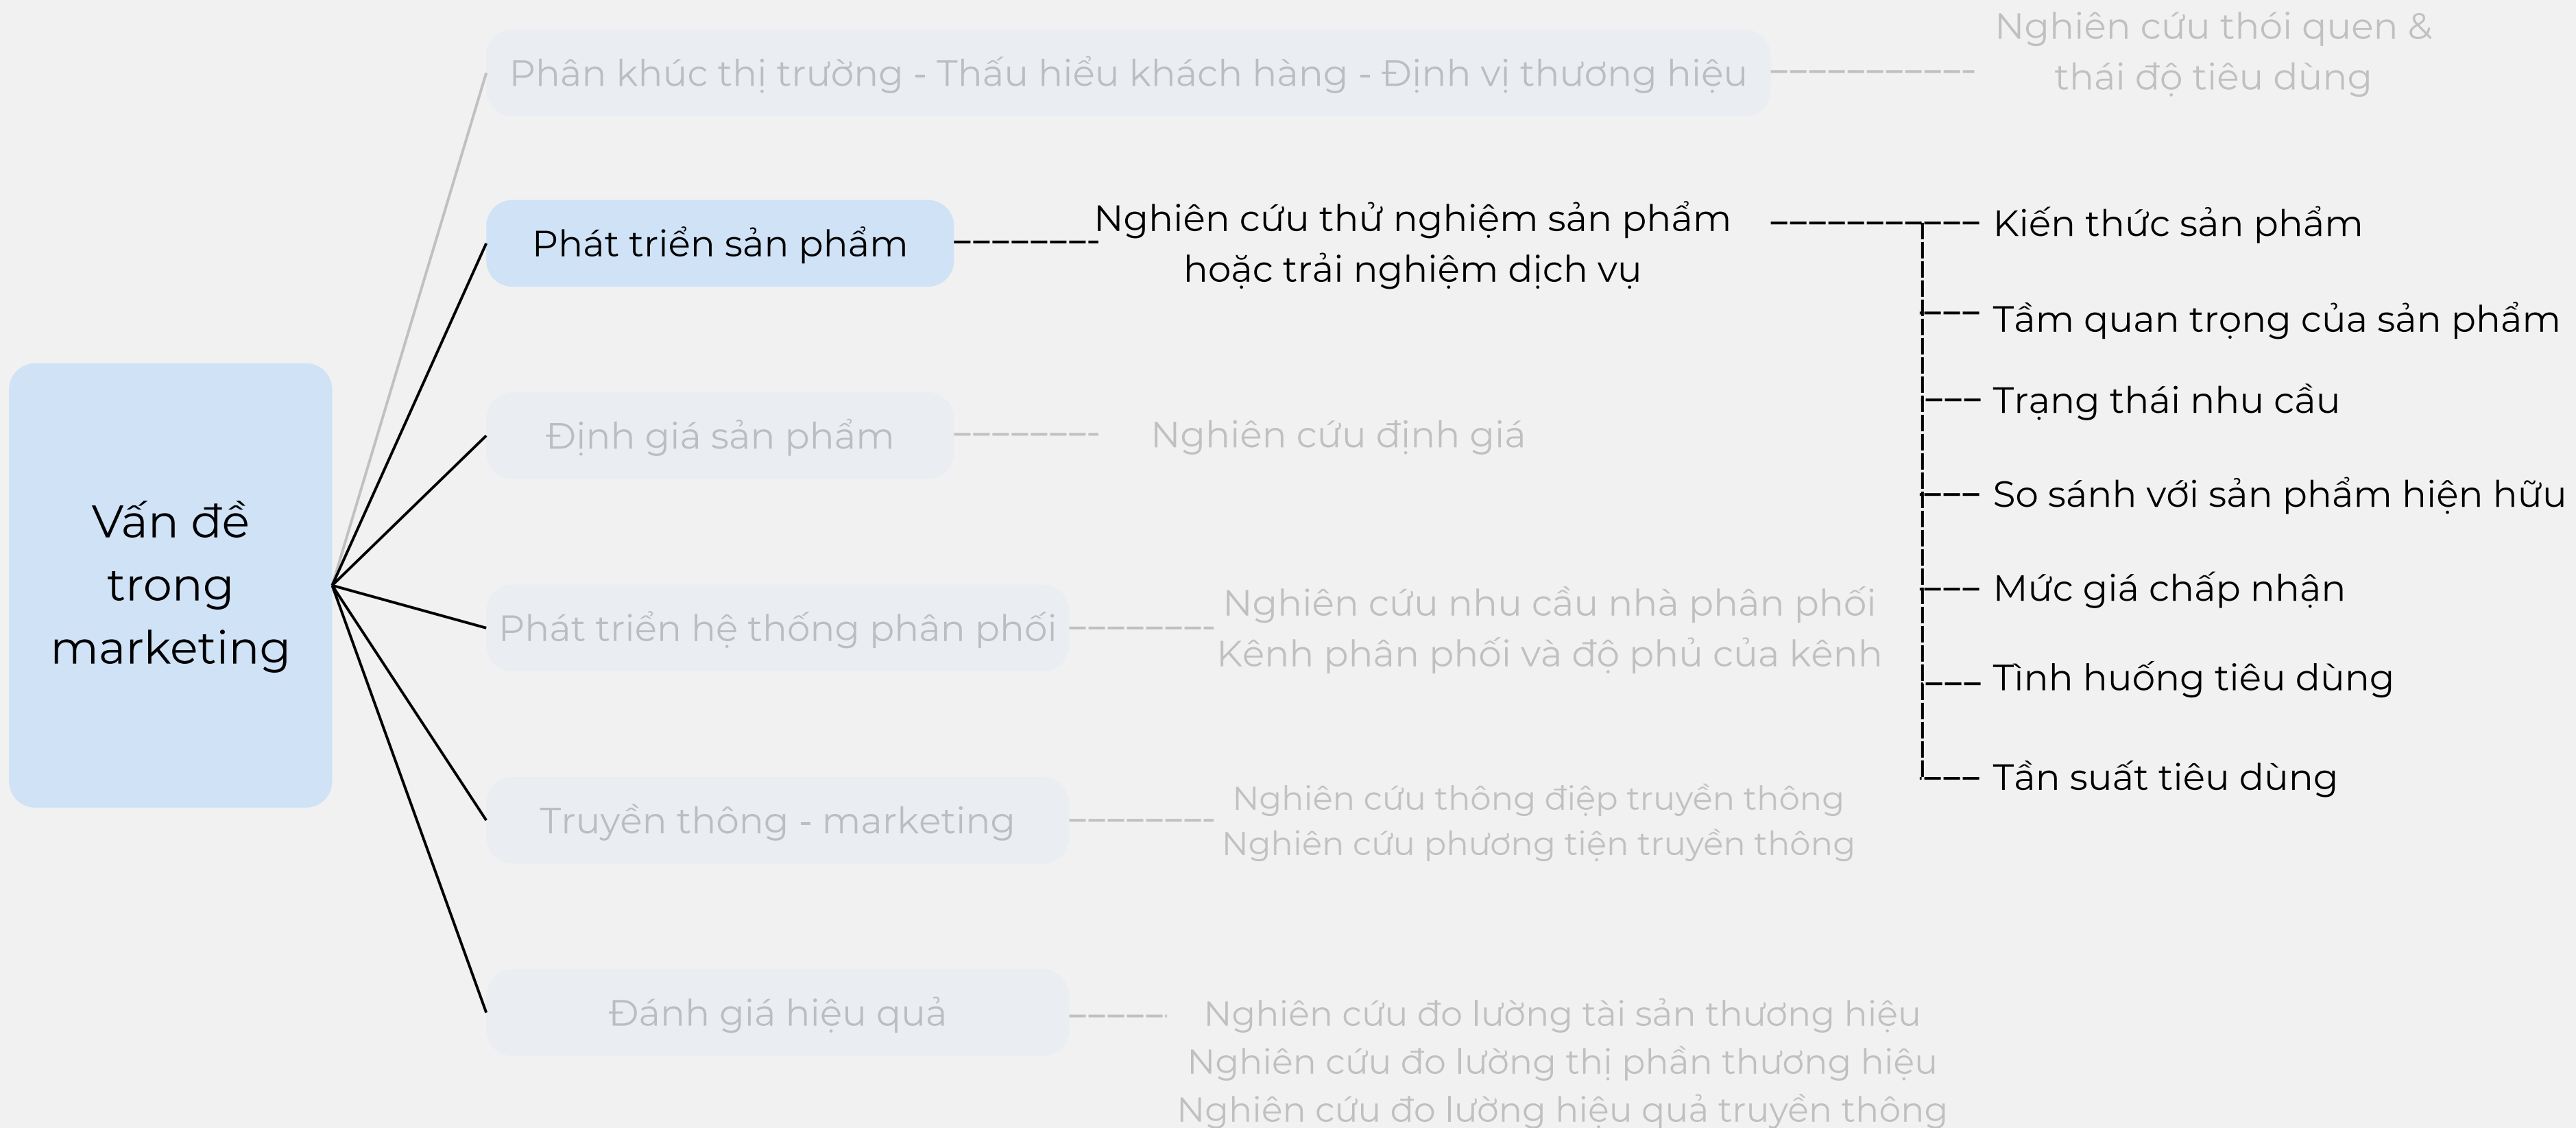 Nghiên cứu thói quen &
thái độ tiêu dùng
Phân khúc thị trường - Thấu hiểu khách hàng - Định vị thương hiệu
Phát triển sản phẩm
Nghiên cứu thử nghiệm sản phẩm
hoặc trải nghiệm dịch vụ
Kiến thức sản phẩm
Tầm quan trọng của sản phẩm
Trạng thái nhu cầu
So sánh với sản phẩm hiện hữu
Mức giá chấp nhận
Tình huống tiêu dùng
Tần suất tiêu dùng
Định giá sản phẩm
Nghiên cứu định giá
Vấn đề
trong
marketing
Phát triển hệ thống phân phối
Nghiên cứu nhu cầu nhà phân phối
Kênh phân phối và độ phủ của kênh
Truyền thông - marketing
Nghiên cứu thông điệp truyền thông
Nghiên cứu phương tiện truyền thông
Đánh giá hiệu quả
Nghiên cứu đo lường tài sản thương hiệu
Nghiên cứu đo lường thị phần thương hiệu
Nghiên cứu đo lường hiệu quả truyền thông